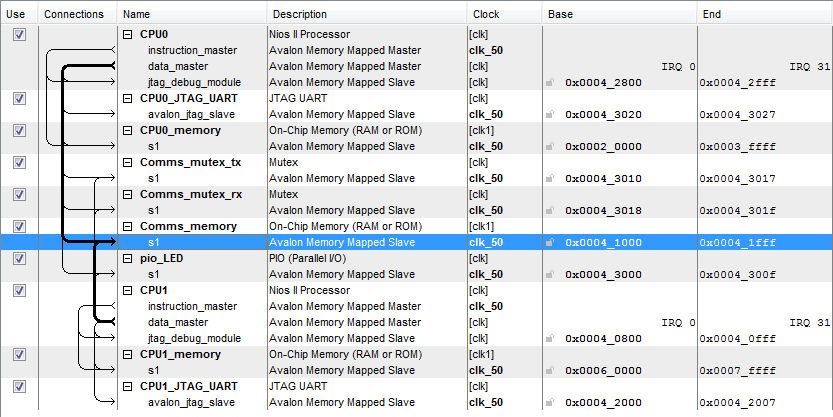 Use Connections Name Description Clock Base End
CPU0 Nios II Processor [clk]
instruction_master Avalon Memory Mapped Master clk_50
data_master Avalon Memory Mapped Master [clk] IRQ 0 IRQ 31
jtag_debug_module Avalon Memory Mapped Slave [clk] 0x0004_2800 0x0004_2fff
CPU0_JTAG_UART JTAG UART [clk]
avalon_jtag_slave Avalon Memory Mapped Slave clk_50 0x0004_3020 0x0004_3027
CPU0_memory On-Chip Memory (RAM or ROM) [clk1]
s1 Avalon Memory Mapped Slave clk_50 0x0002_0000 0x0003_ffff
Comms_mutex_tx Mutex [clk]
s1 Avalon Memory Mapped Slave clk_50 0x0004_3010 0x0004_3017
Comms_mutex_rx Mutex [clk]
s1 Avalon Memory Mapped Slave clk_50 0x0004_3018 0x0004_301f
Comms_memory On-Chip Memory (RAM or ROM) [clk1]
s1 Avalon Memory Mapped Slave clk_50 0x0004_1000 0x0004_1fff
pio_LED PIO (Parallel I/O) [clk]
s1 Avalon Memory Mapped Slave clk_50 0x0004_3000 0x0004_300f
CPU1 Nios II Processor [clk]
instruction_master Avalon Memory Mapped Master clk_50
data_master Avalon Memory Mapped Master [clk] IRQ 0 IRQ 31
jtag_debug_module Avalon Memory Mapped Slave [clk] 0x0004_0800 0x0004_0fff
CPU1_memory On-Chip Memory (RAM or ROM) [clk1]
s1 Avalon Memory Mapped Slave clk_50 0x0006_0000 0x0007_ffff
CPU1_JTAG_UART JTAG UART [clk]
avalon_jtag_slave Avalon Memory Mapped Slave clk_50 0x0004_2000 0x0004_2007